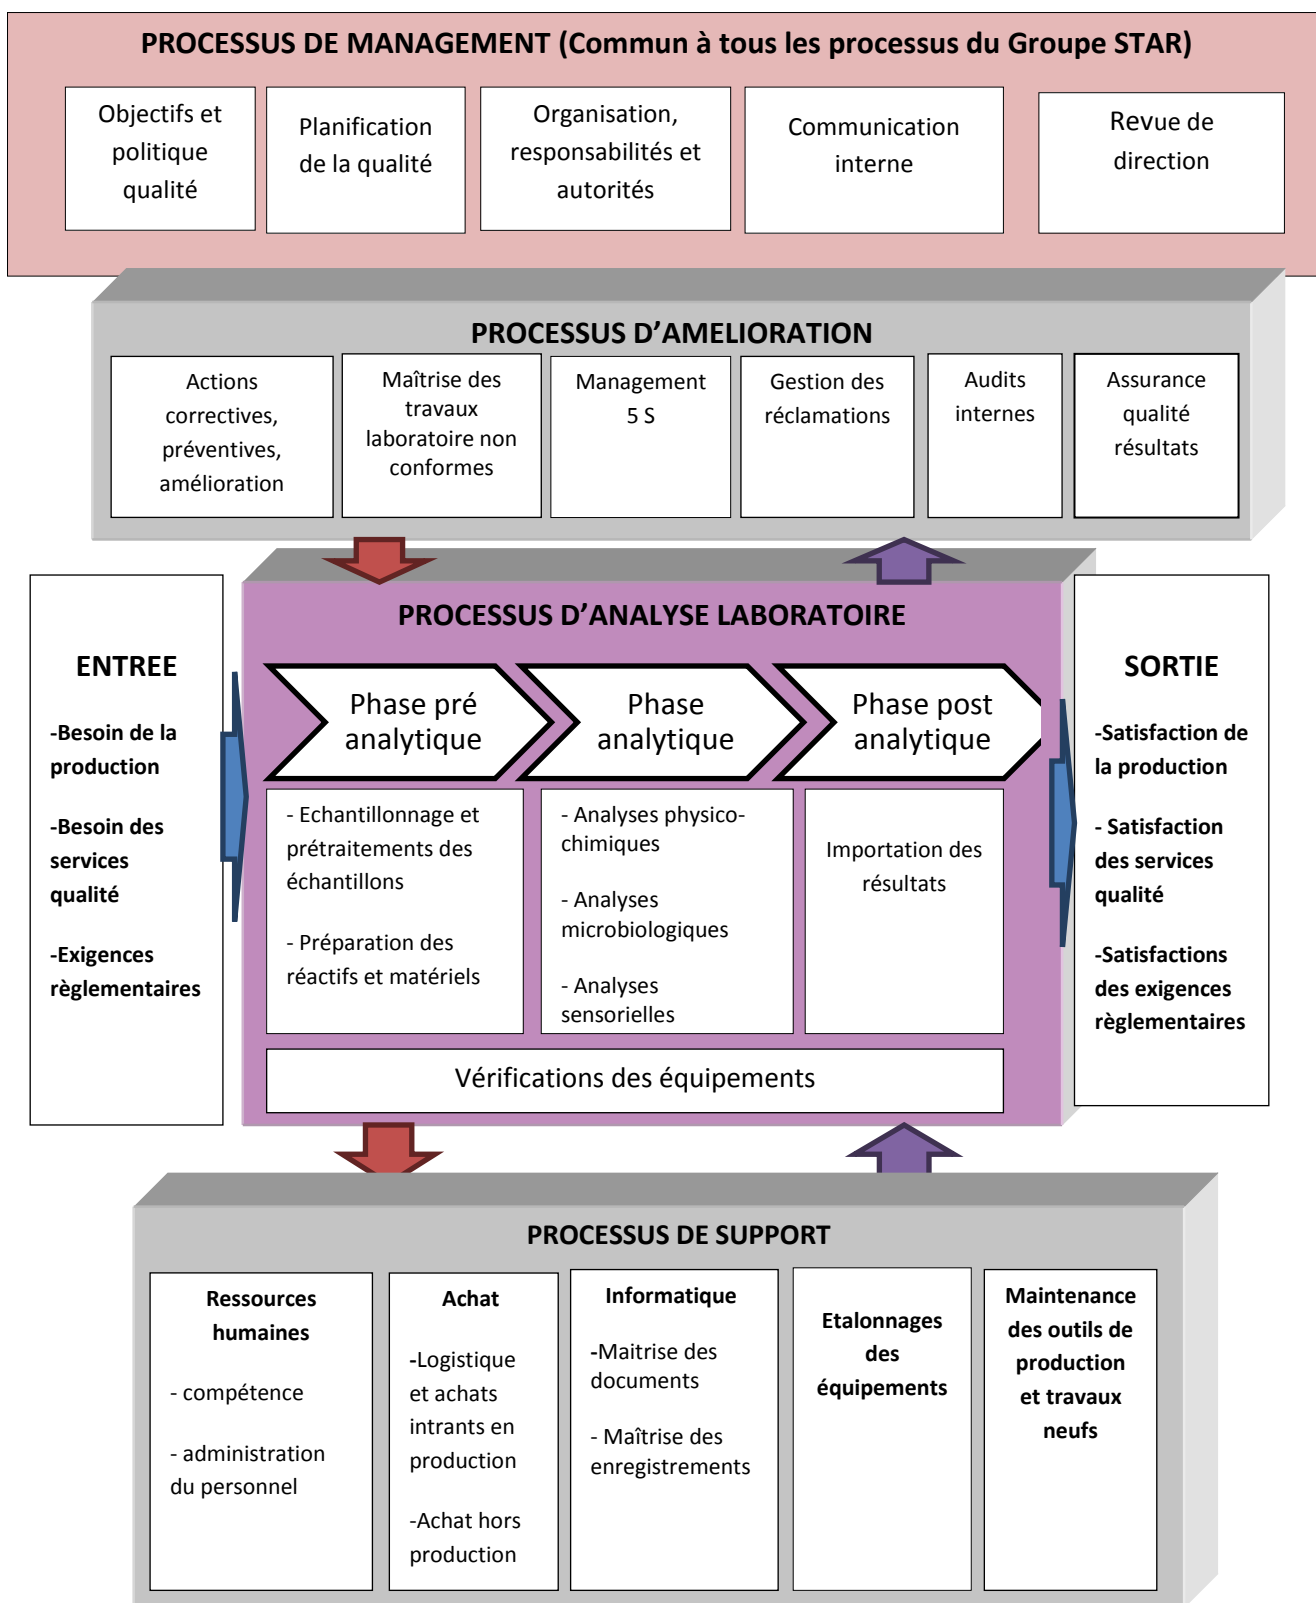 PROCESSUS DE MANAGEMENT (Commun à tous les processus du Groupe STAR)
Objectifs et
politique
qualité
Planification
de la qualité
Organisation,
responsabilités et
autorités
Communication
interne
Revue de
direction
PROCESSUS D’AMELIORATION
Actions
correctives,
préventives,
amélioration
Maîtrise des
travaux
laboratoire non
conformes
Management
5 S
Gestion des
réclamations
Audits
internes
Assurance
qualité
résultats
ENTREE
-Besoin de la
production
-Besoin des
services
qualité
-Exigences
règlementaires
PROCESSUS D’ANALYSE LABORATOIRE
Phase pré
analytique
Phase
analytique
Phase post
analytique
- Echantillonnage et
prétraitements des
échantillons
- Préparation des
réactifs et matériels
- Analyses physico-
chimiques
- Analyses
microbiologiques
- Analyses
sensorielles
Importation des
résultats
Vérifications des équipements
SORTIE
-Satisfaction de
la production
- Satisfaction
des services
qualité
-Satisfactions
des exigences
règlementaires
PROCESSUS DE SUPPORT
Ressources
humaines
- compétence
- administration
du personnel
Achat
-Logistique
et achats
intrants en
production
-Achat hors
production
Informatique
-Maitrise des
documents
- Maîtrise des
enregistrements
Etalonnages
des
équipements
Maintenance
des outils de
production
et travaux
neufs